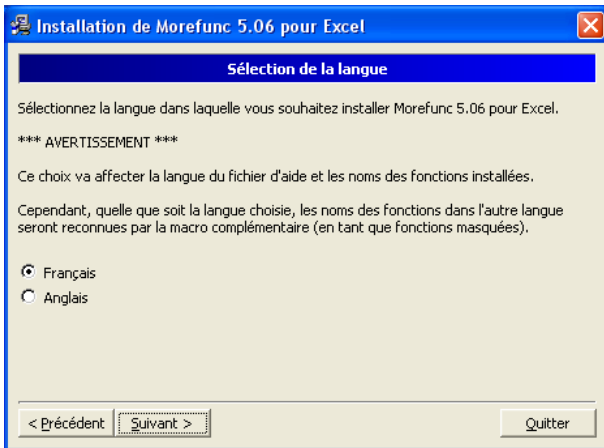 Installation de Morefunc 5.06 pour Excel
Sélection de la langue
Sélectionnez la langue dans laquelle vous souhaitez installer Morefunc 5.06 pour Excel.
*** AVERTISSEMENT ***
Ce choix va affecter la langue du fichier d'aide et les noms des fonctions installées.
Cependant, quelle que soit la langue choisie, les noms des fonctions dans l'autre langue
seront reconnues par la macro complémentaire (en tant que fonctions masquées).
Français
Anglais
< Précédent Suivant > Quitter